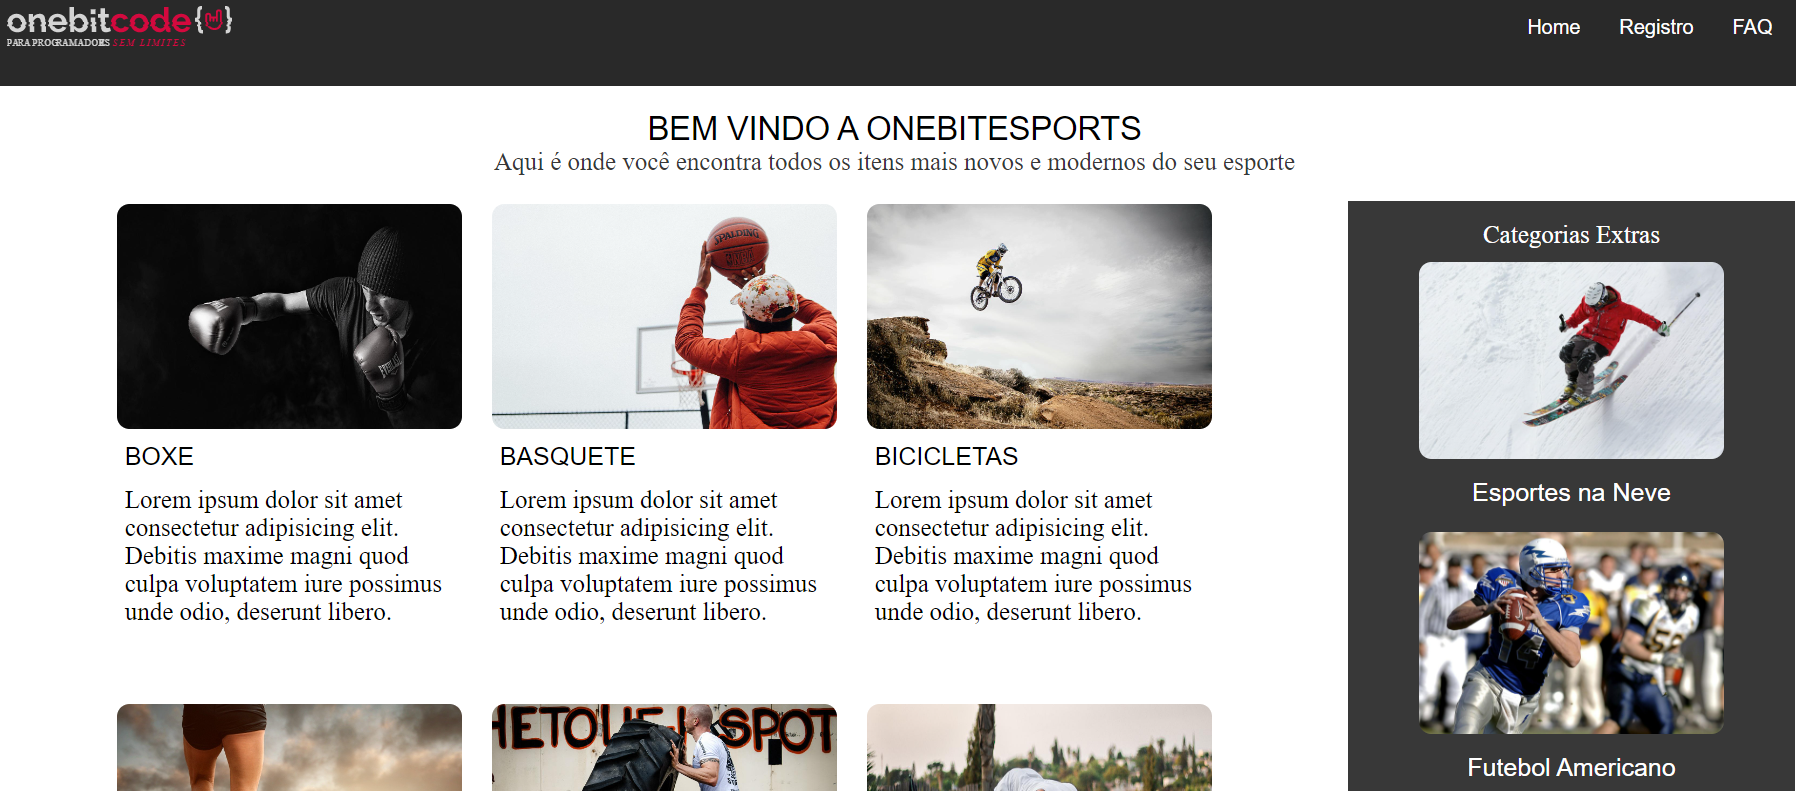 onebitcode{}
PARA PROGRAMADORES SEM LIMITES
Home Registro FAQ
BEM VINDO A ONEBITESPORTS
Aqui é onde você encontra todos os itens mais novos e modernos do seu esporte
SPALDING
BOXE
Lorem ipsum dolor sit amet
consectetur adipisicing elit.
Debitis maxime magni quod
culpa voluptatem iure possimus
unde odio, deserunt libero.
BASQUETE
Lorem ipsum dolor sit amet
consectetur adipisicing elit.
Debitis maxime magni quod
culpa voluptatem iure possimus
unde odio, deserunt libero.
BICICLETAS
Lorem ipsum dolor sit amet
consectetur adipisicing elit.
Debitis maxime magni quod
culpa voluptatem iure possimus
unde odio, deserunt libero.
SPOT
Categorias Extras
Esportes na Neve
14
Futebol Americano